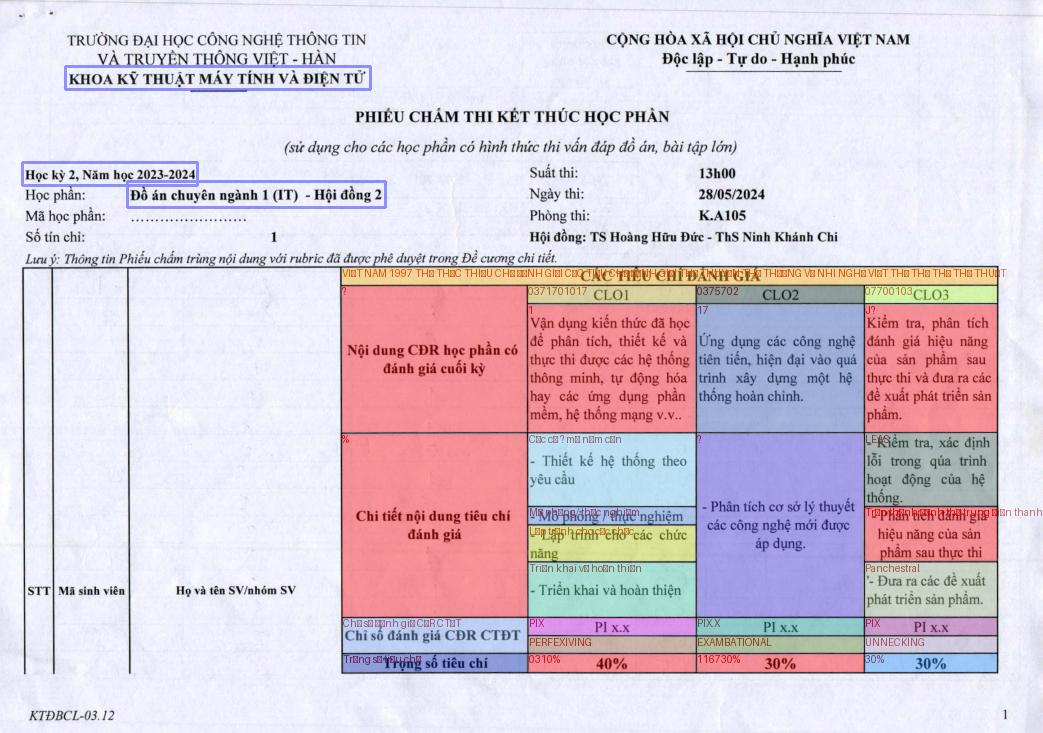 TRƯỜNG ĐẠI HỌC CÔNG NGHỆ THÔNG TIN
VÀ TRUYỀN THÔNG VIỆT - HÀN
KHOA KỸ THUẬT MÁY TÍNH VÀ ĐIỆN TỬ
CỘNG HÒA XÃ HỘI CHỦ NGHĨA VIỆT NAM
Độc lập - Tự do - Hạnh phúc
PHIẾU CHẤM THI KẾT THÚC HỌC PHẦN
(sử dụng cho các học phần có hình thức thi vấn đáp đồ án, bài tập lớn)
Học kỳ 2, Năm học 2023-2024
Học phần: Đồ án chuyên ngành 1 (IT) - Hội đồng 2
Mã học phần: ........................
Số tín chỉ: 1
Suất thi: 13h00
Ngày thi: 28/05/2024
Phòng thi: K.A105
Hội đồng: TS Hoàng Hữu Đức - ThS Ninh Khánh Chi
Lưu ý: Thông tin Phiếu chấm trùng nội dung với rubric đã được phê duyệt trong Đề cương chi tiết.
CÁC TIÊU CHÍ ĐÁNH GIÁ
?
0371701017
CLO1
0375702
CLO2
07700103
CLO3
Nội dung CĐR học phần có
đánh giá cuối kỳ
1
Vận dụng kiến thức đã học
để phân tích, thiết kế và
thực thi được các hệ thống
thông minh, tự động hóa
hay các ứng dụng phần
mềm, hệ thống mạng v.v..
17
Ứng dụng các công nghệ
tiên tiến, hiện đại vào quá
trình xây dựng một hệ
thống hoàn chỉnh.
J?
Kiểm tra, phân tích
đánh giá hiệu năng
của sản phẩm sau
thực thi và đưa ra các
đề xuất phát triển sản
phẩm.
%
Chi tiết nội dung tiêu chí
đánh giá
- Thiết kế hệ thống theo
yêu cầu
- Mô phỏng / thực nghiệm
- Lập trình cho các chức
năng
- Triển khai và hoàn thiện
?
- Phân tích cơ sở lý thuyết
các công nghệ mới được
áp dụng.
- Kiểm tra, xác định
lỗi trong qúa trình
hoạt động của hệ
thống.
- Phân tích đánh giá
hiệu năng của sản
phẩm sau thực thi
Panchestral
'- Đưa ra các đề xuất
phát triển sản phẩm.
STT
Mã sinh viên
Họ và tên SV/nhóm SV
Chỉ số đánh giá CĐR CTĐT
PIX
PI x.x
PIX.X
PI x.x
PIX
PI x.x
PERFEXIVING
EXAMBATIONAL
UNNECKING
Trọng số tiêu chí
0310%
40%
116730%
30%
30%
30%
KTĐBCL-03.12
1